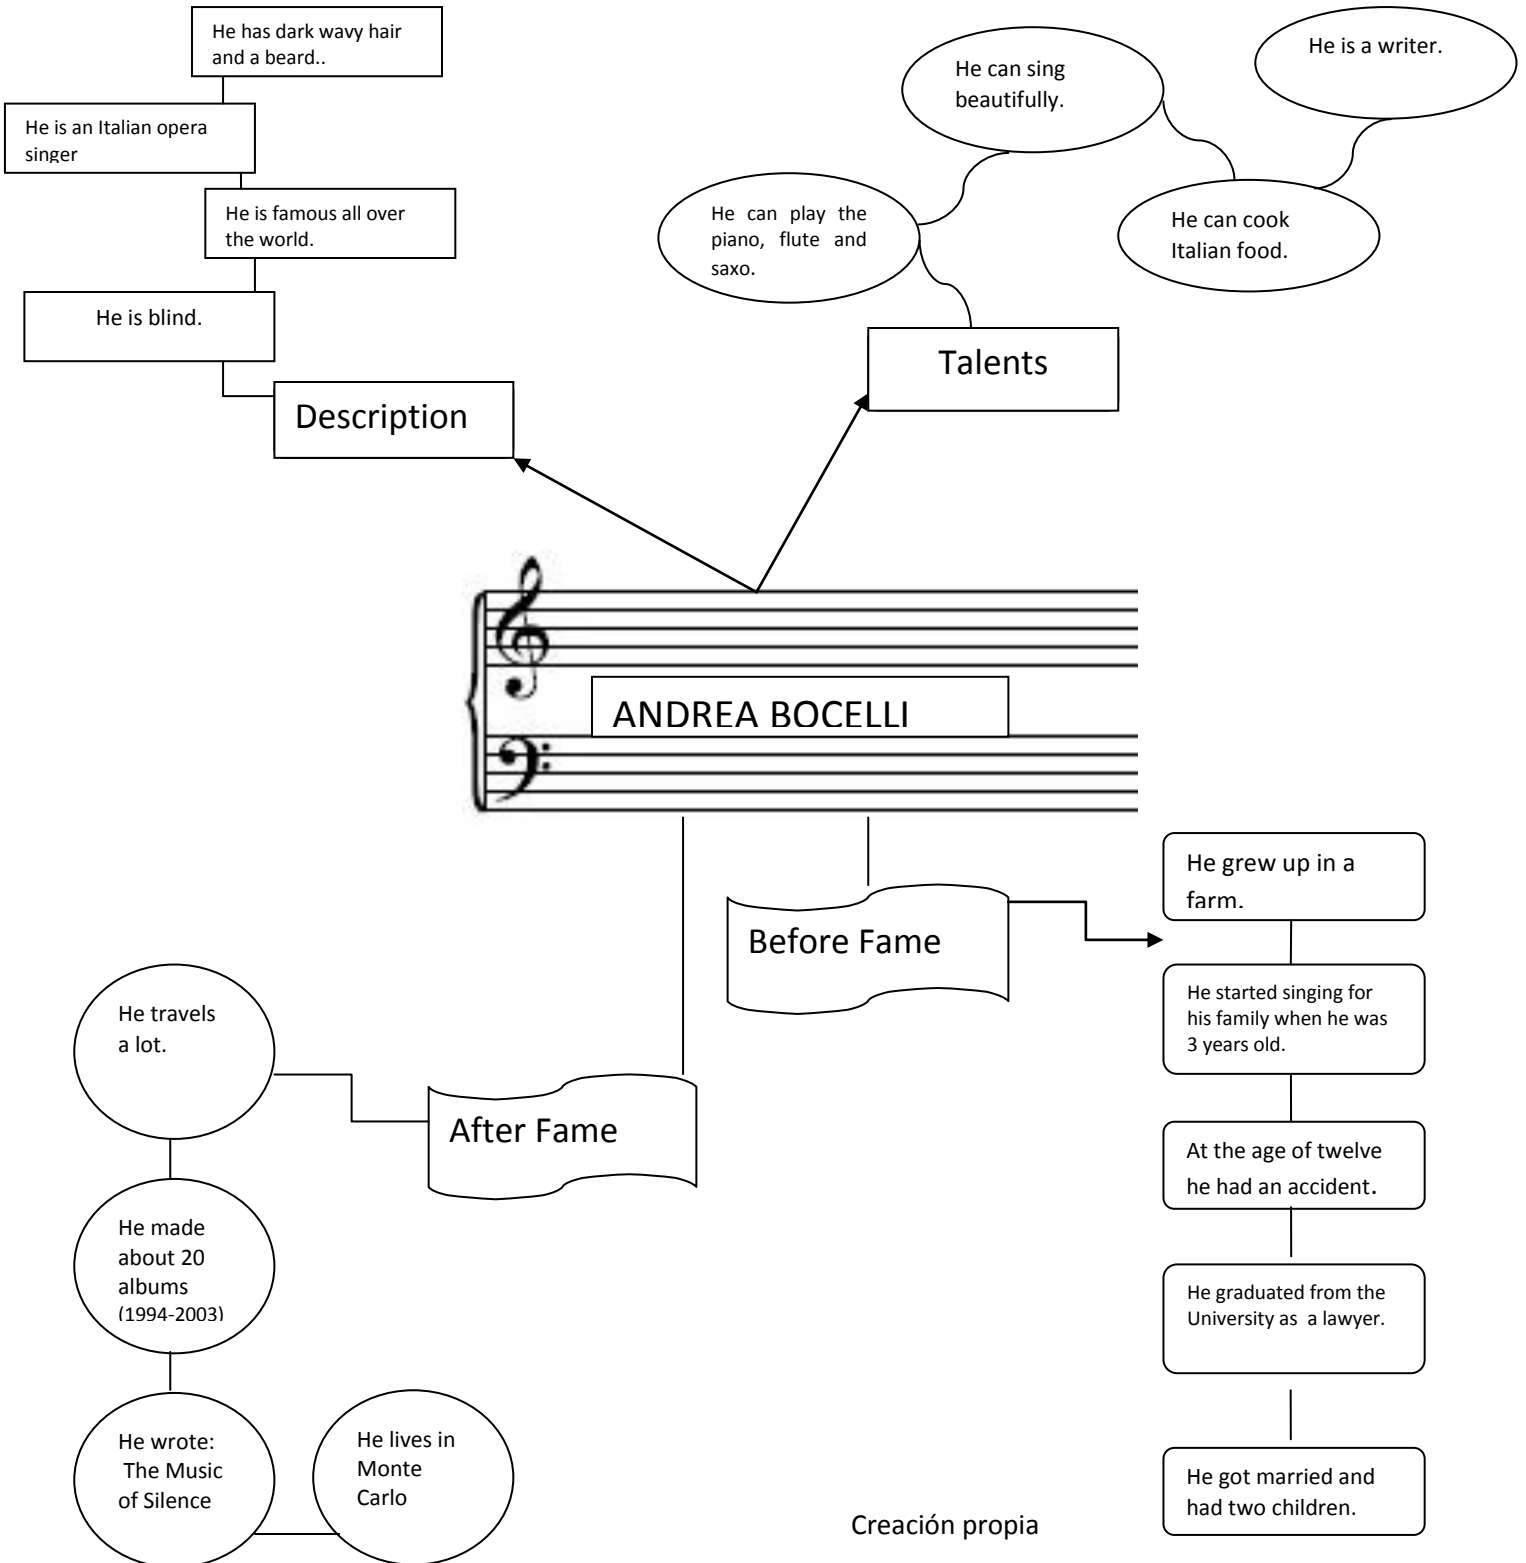 He has dark wavy hair
and a beard..
He is an Italian opera
singer
He is famous all over
the world.
He is blind.
Description
He can sing
beautifully.
He is a writer.
He can play the
piano, flute and
saxo.
He can cook
Italian food.
Talents
ANDREA BOCELLI
Before Fame
He grew up in a
farm.
He started singing for
his family when he was
3 years old.
At the age of twelve
he had an accident.
He graduated from the
University as  a lawyer.
He got married and
had two children.
After Fame
He travels
a lot.
He made
about 20
albums
(1994-2003)
He wrote:
The Music
of Silence
He lives in
Monte
Carlo
Creación propia